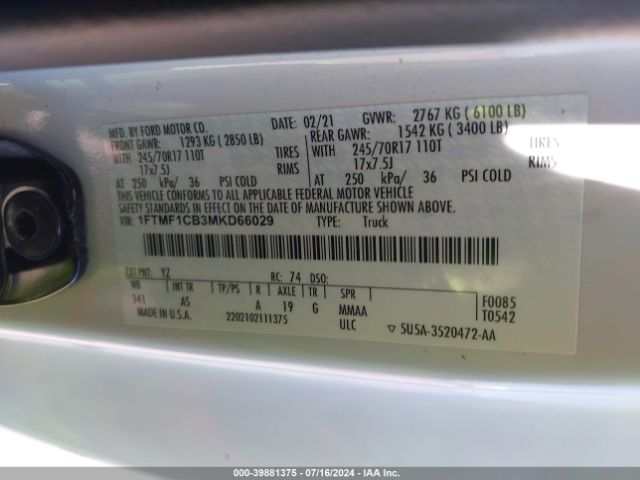 MFD. BY FORD MOTOR CO. DATE: 02/21 GVWR: 2767 KG ( 6100 LB)
FRONT GAWR: 1293 KG ( 2850 LB) REAR GAWR: 1542 KG ( 3400 LB)
WITH 245/70R17 110T TIRES WITH 245/70R17 110T TIRES
17x7.5J RIMS 17x7.5J RIMS
AT 250 kPa/ 36 PSI COLD AT 250 kPa/ 36 PSI COLD
THIS VEHICLE CONFORMS TO ALL APPLICABLE FEDERAL MOTOR VEHICLE
SAFETY STANDARDS IN EFFECT ON THE DATE OF MANUFACTURE SHOWN ABOVE.
VIN: 1FTMF1CB3MKD66029 TYPE: Truck
EXT PNT: YZ RC: 74 DSO:
WB INT TR TP/PS R AXLE TR SPR
141 AS A 19 G MMAA F0085
MADE IN U.S.A. 2202102111375 ULC T0542
▽ 5U5A-3520472-AA
000-39881375 - 07/16/2024 - IAA Inc.